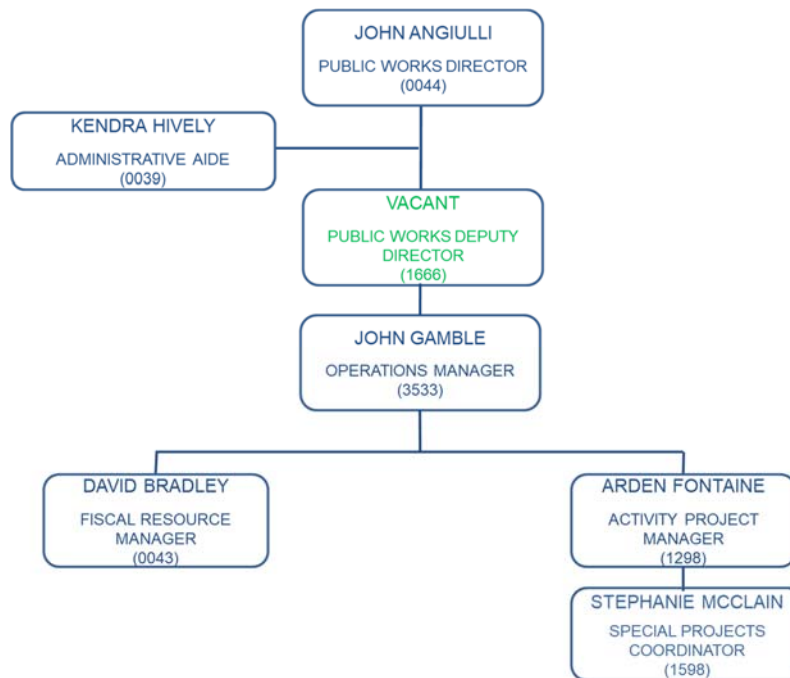 JOHN ANGIULLI
PUBLIC WORKS DIRECTOR
(0044)
KENDRA HIVELY
ADMINISTRATIVE AIDE
(0039)
VACANT
PUBLIC WORKS DEPUTY
DIRECTOR
(1666)
JOHN GAMBLE
OPERATIONS MANAGER
(3533)
DAVID BRADLEY
FISCAL RESOURCE
MANAGER
(0043)
ARDEN FONTAINE
ACTIVITY PROJECT
MANAGER
(1298)
STEPHANIE MCCLAIN
SPECIAL PROJECTS
COORDINATOR
(1598)